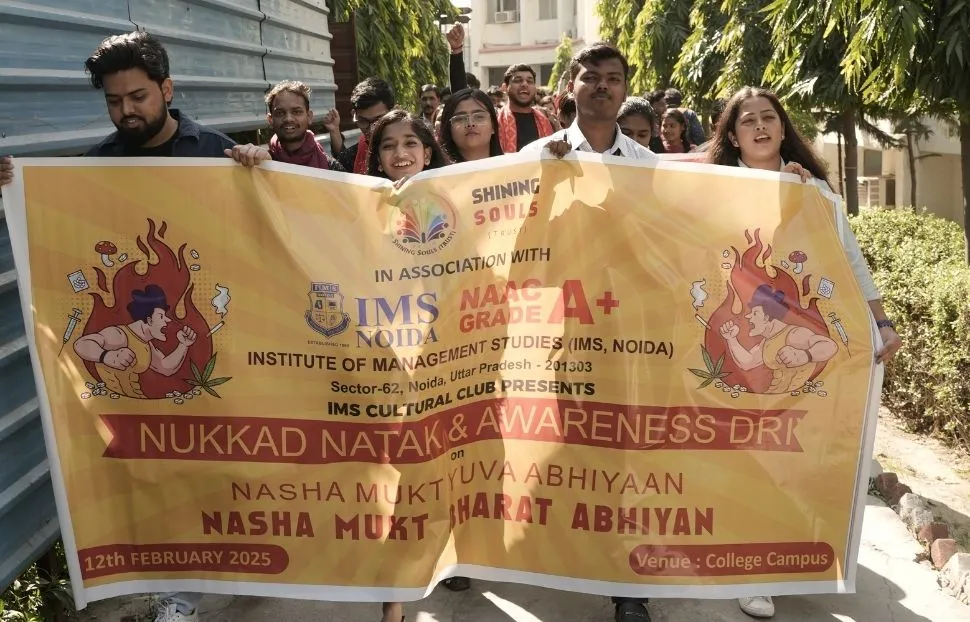 SHINING
SOULS
(TRUST)
SHINING SOULS (TRUST)
IN ASSOCIATION WITH
IMS
NOIDA
NAAC
GRADE A+
INSTITUTE OF MANAGEMENT STUDIES (IMS, NOIDA)
Sector-62, Noida, Uttar Pradesh - 201303
IMS CULTURAL CLUB PRESENTS
NUKKAD NATAK & AWARENESS DRI
on
NASHA MUKT YUVA ABHIYAAN
NASHA MUKT BHARAT ABHIYAN
12th FEBRUARY 2025
Venue : College Campus